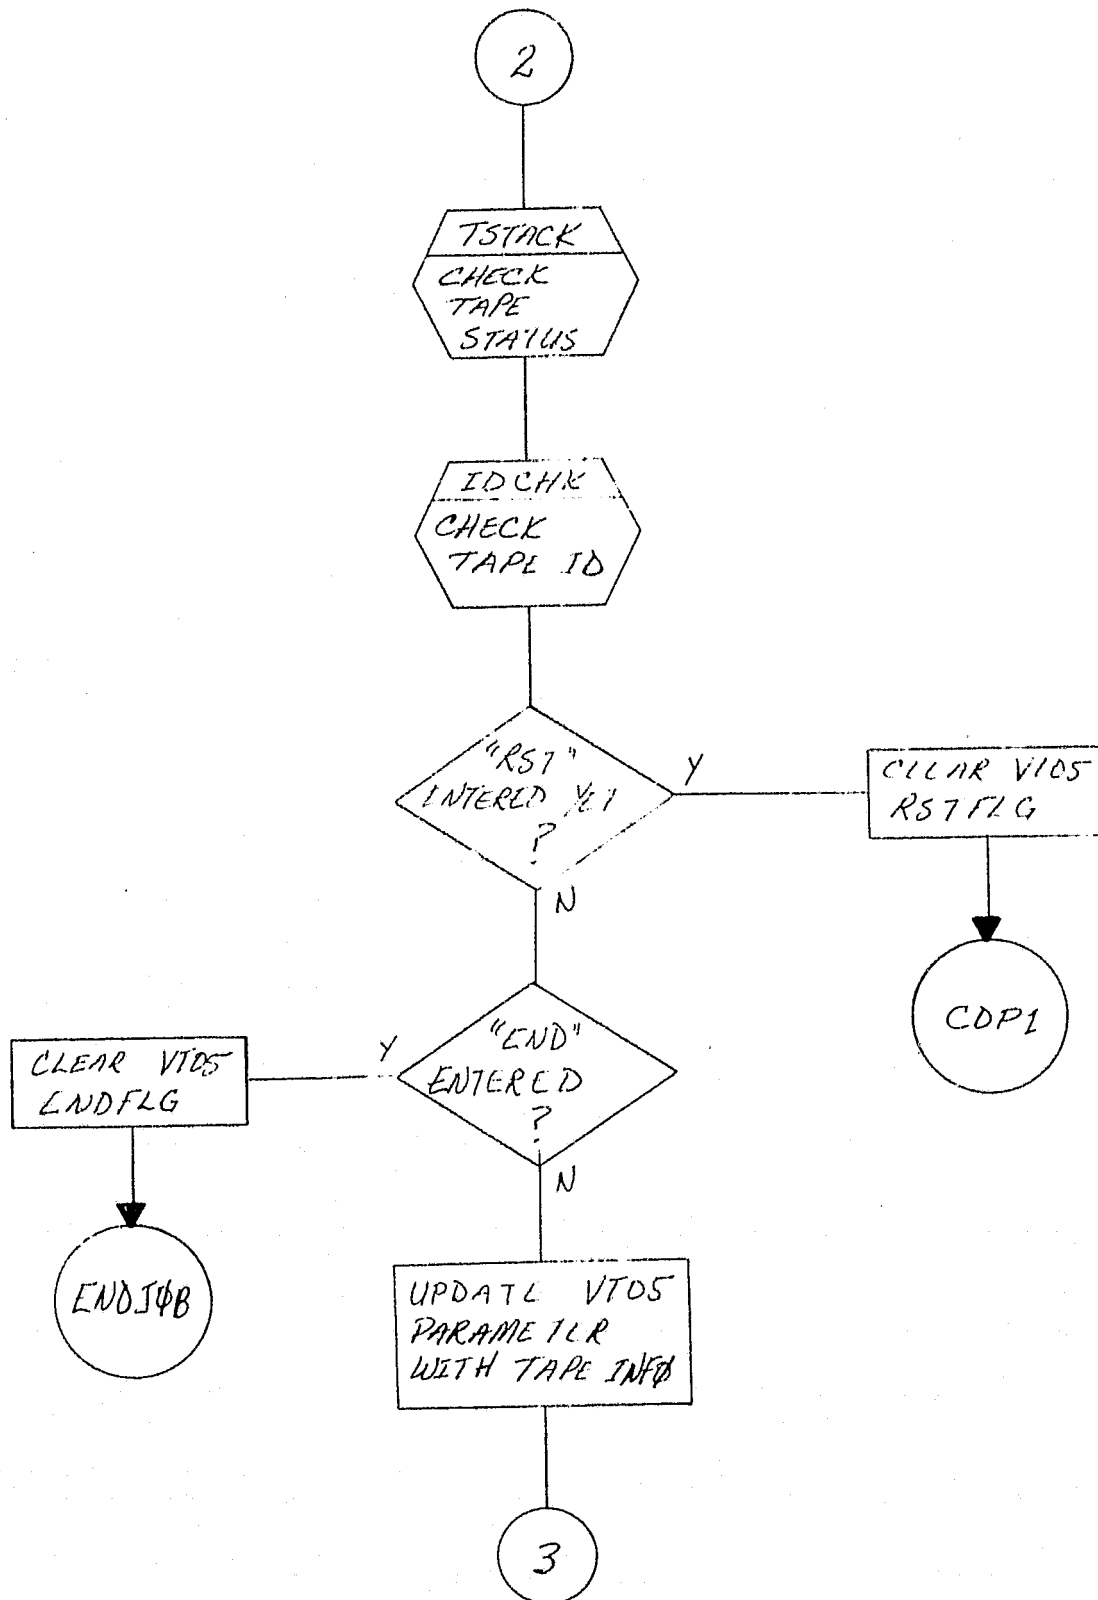 2
TSTACK
CHECK
TAPE
STATUS
IDCHK
CHECK
TAPE ID
"RST"
ENTERED YET
?
Y
N
CLEAR VT05
RSTFLG
CDP1
"END"
ENTERED
?
Y
N
CLEAR VT05
ENDFLG
ENDJØB
UPDATE VT05
PARAMETER
WITH TAPE INFØ
3